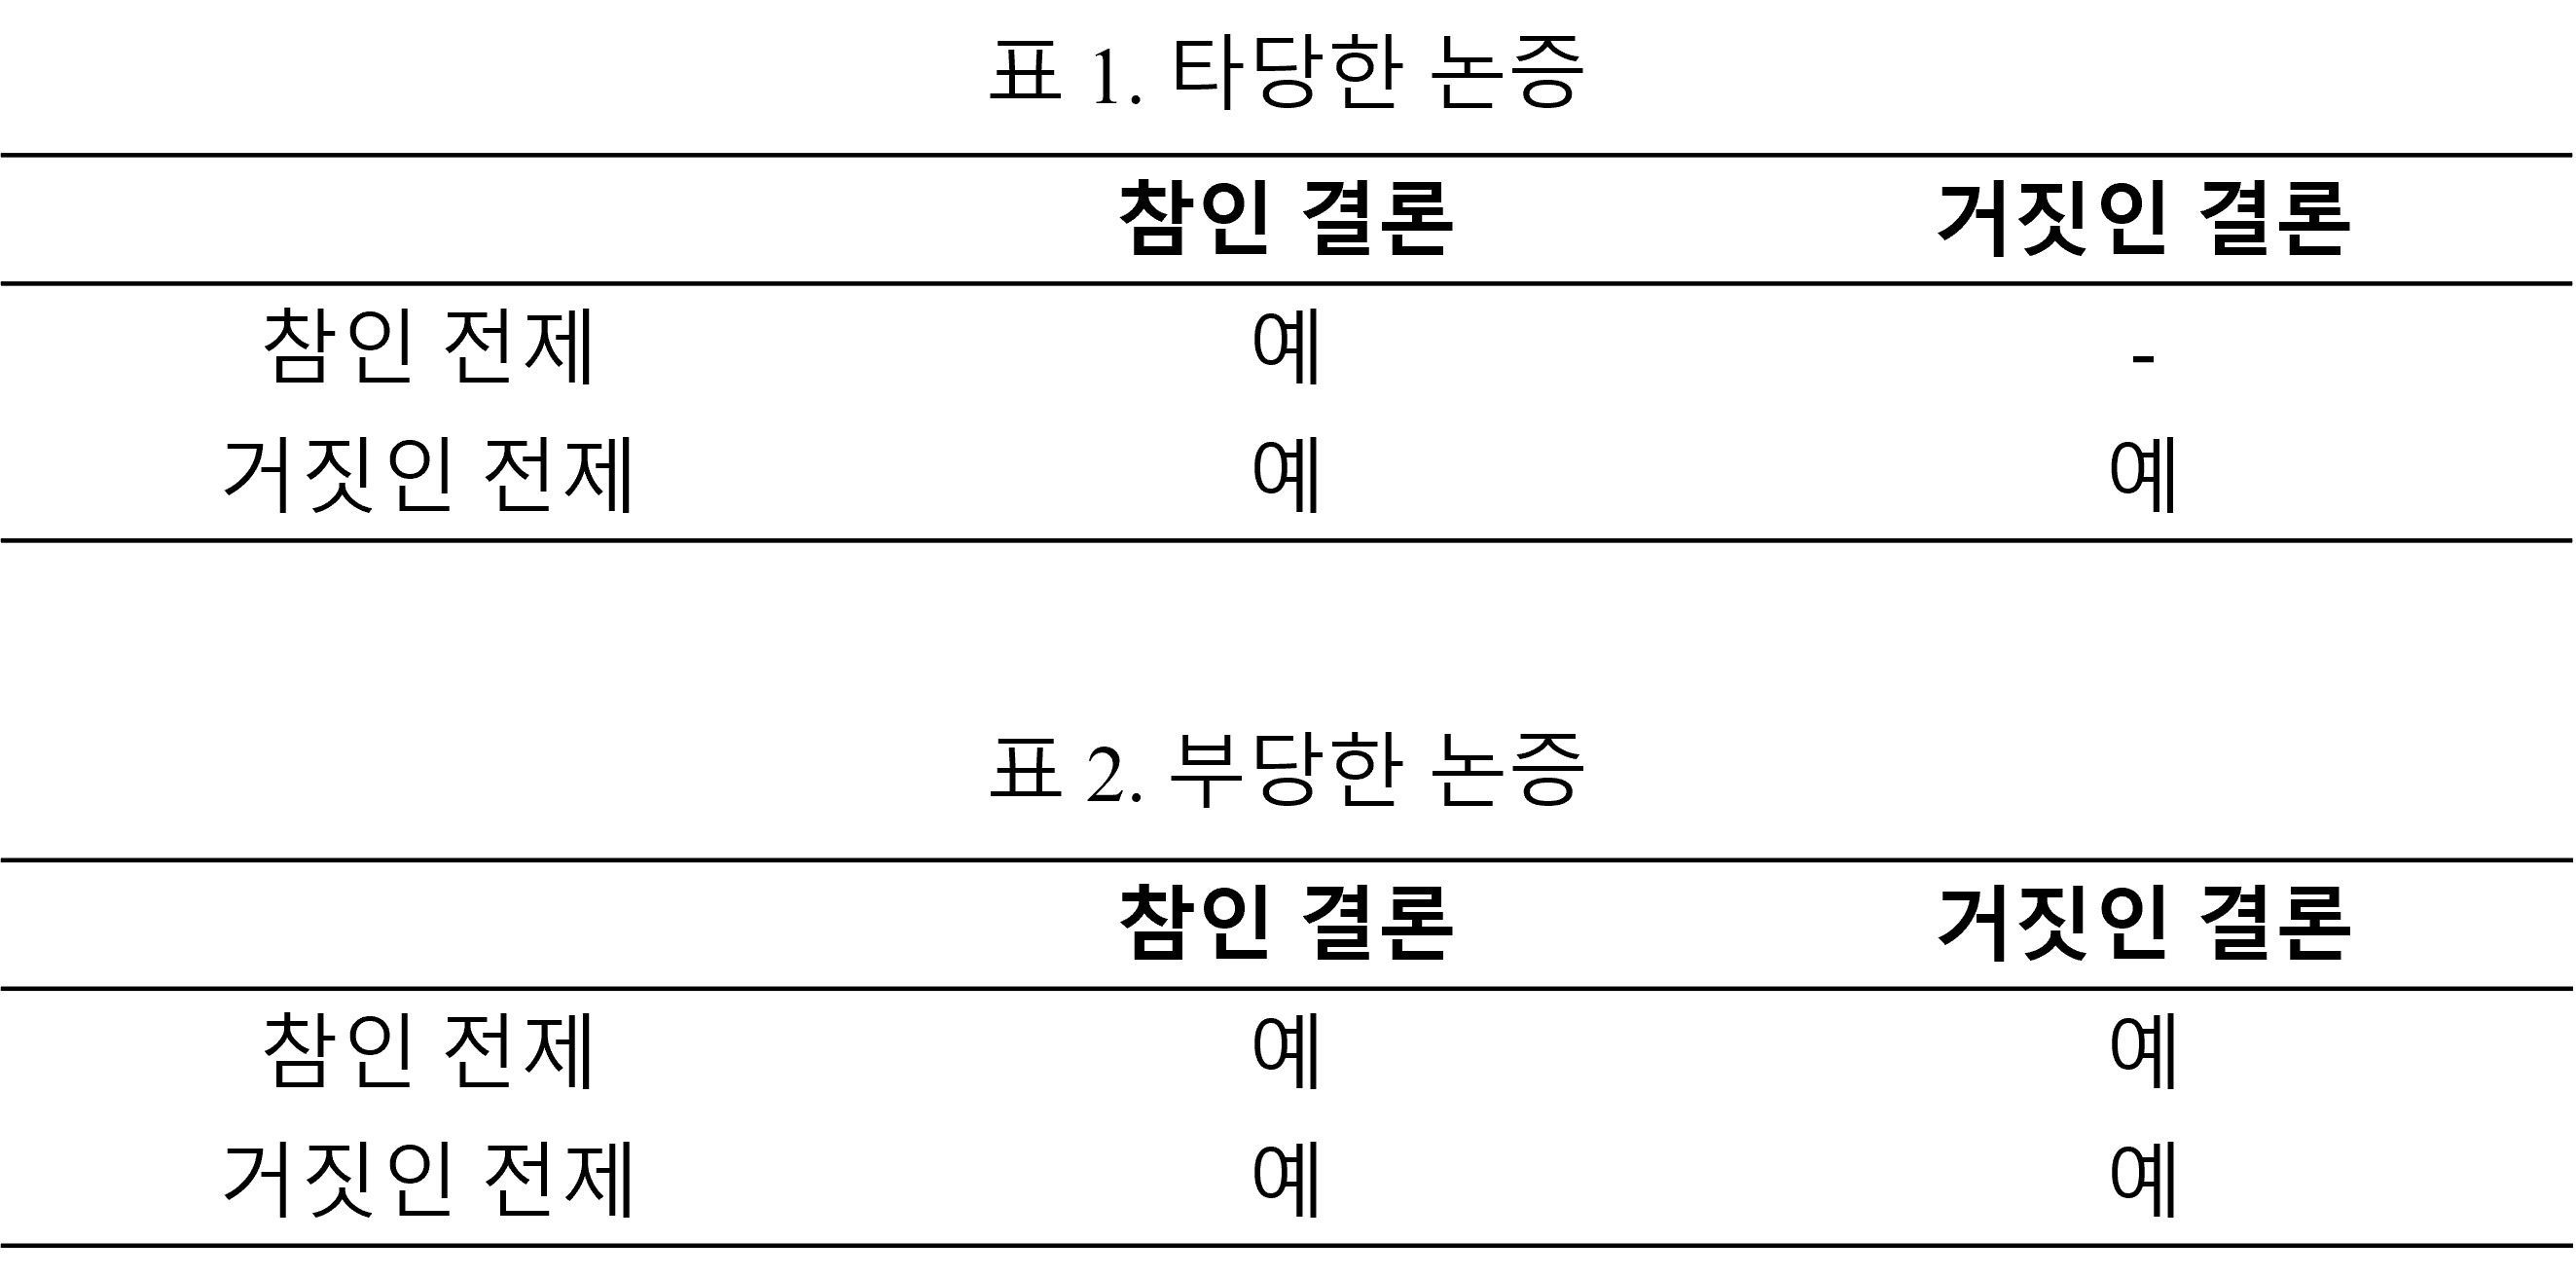 표 1. 타당한 논증
참인 결론 거짓인 결론
참인 전제 예 -
거짓인 전제 예 예
표 2. 부당한 논증
참인 결론 거짓인 결론
참인 전제 예 예
거짓인 전제 예 예